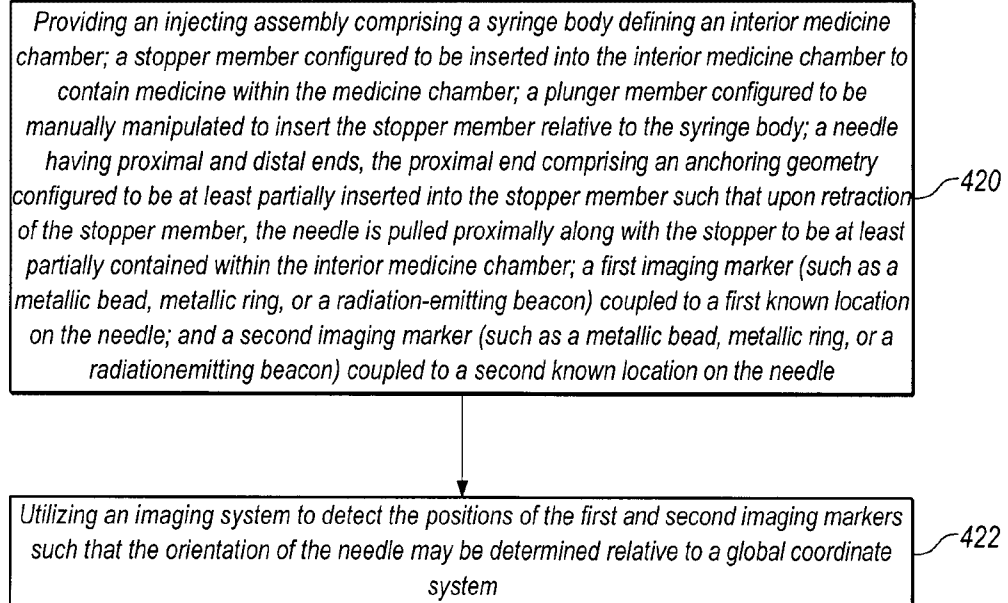 Providing an injecting assembly comprising a syringe body defining an interior medicine
chamber; a stopper member configured to be inserted into the interior medicine chamber to
contain medicine within the medicine chamber; a plunger member configured to be
manually manipulated to insert the stopper member relative to the syringe body; a needle
having proximal and distal ends, the proximal end comprising an anchoring geometry
configured to be at least partially inserted into the stopper member such that upon retraction
of the stopper member, the needle is pulled proximally along with the stopper to be at least
partially contained within the interior medicine chamber; a first imaging marker (such as a
metallic bead, metallic ring, or a radiation-emitting beacon) coupled to a first known location
on the needle; and a second imaging marker (such as a metallic bead, metallic ring, or a
radiationemitting beacon) coupled to a second known location on the needle
420
Utilizing an imaging system to detect the positions of the first and second imaging markers
such that the orientation of the needle may be determined relative to a global coordinate
system
422